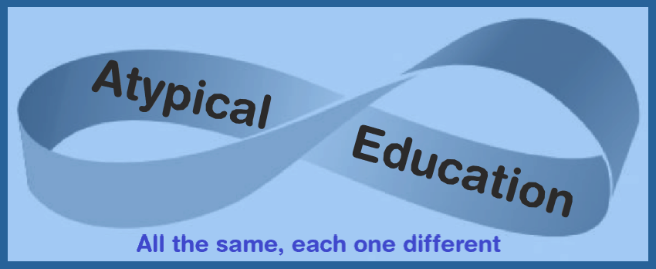 Atypical
Education
All the same, each one different